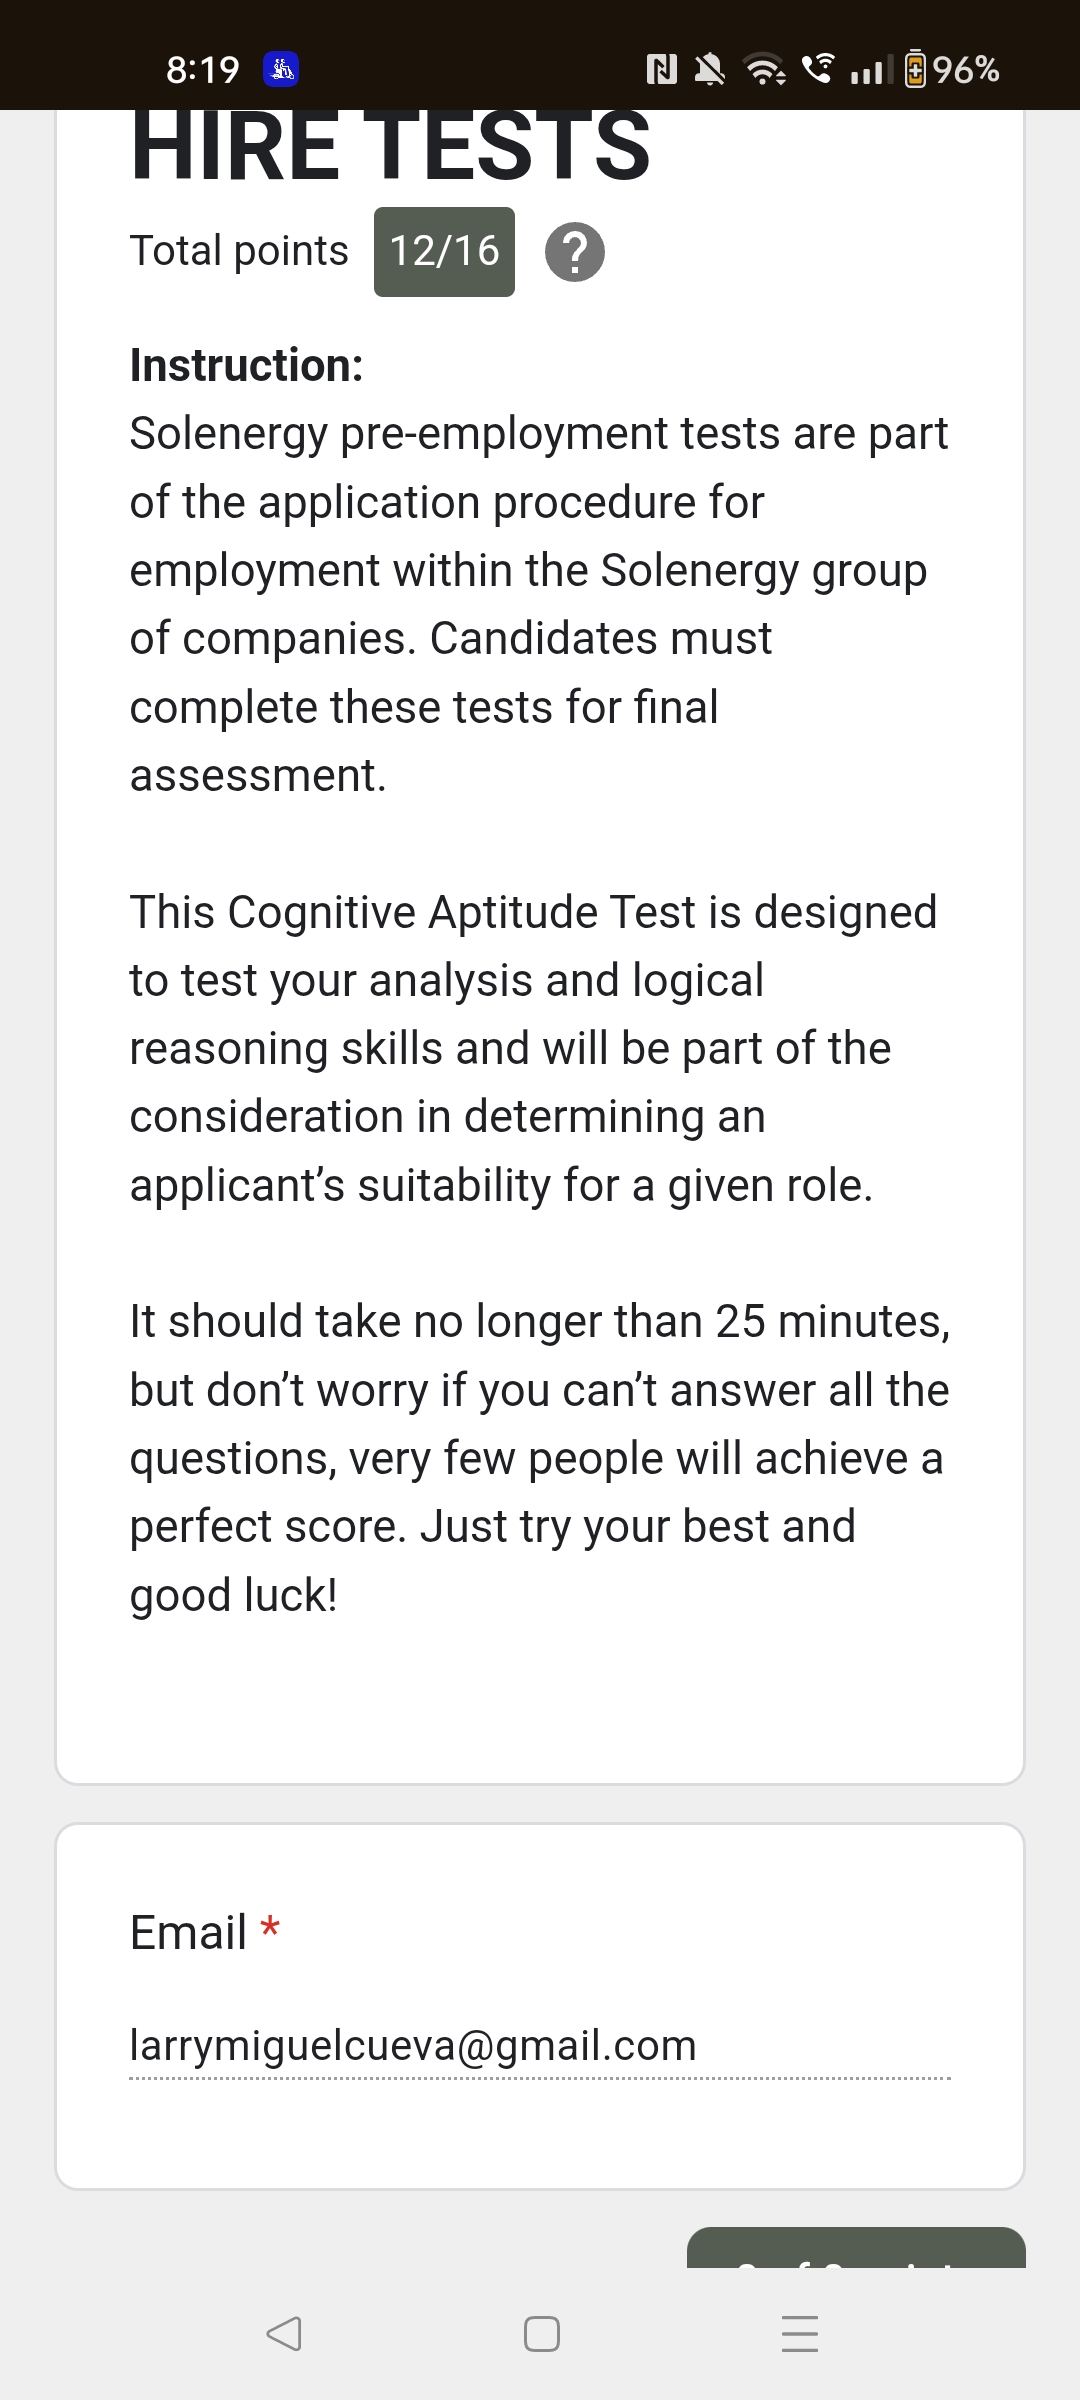 8:19
96%
HIRE TESTS
Total points 12/16 ?
Instruction:
Solenergy pre-employment tests are part
of the application procedure for
employment within the Solenergy group
of companies. Candidates must
complete these tests for final
assessment.
This Cognitive Aptitude Test is designed
to test your analysis and logical
reasoning skills and will be part of the
consideration in determining an
applicant’s suitability for a given role.
It should take no longer than 25 minutes,
but don’t worry if you can’t answer all the
questions, very few people will achieve a
perfect score. Just try your best and
good luck!
Email *
larrymiguelcueva@gmail.com